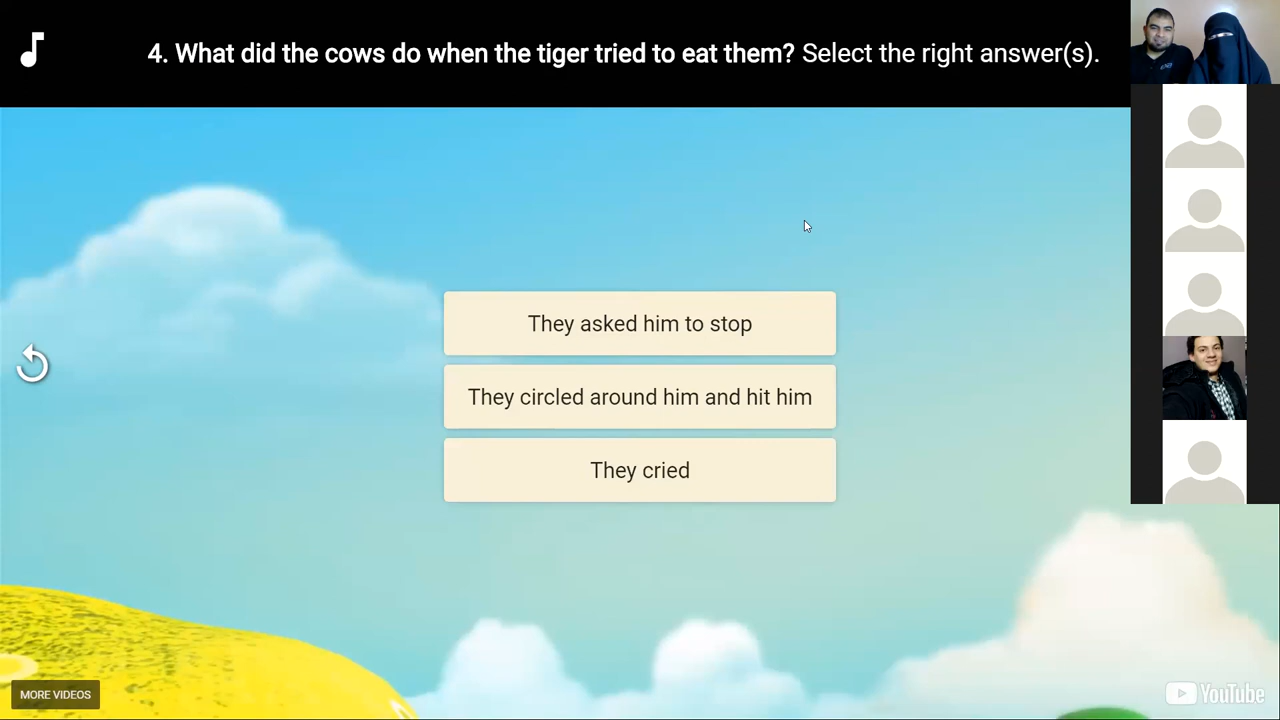 4. What did the cows do when the tiger tried to eat them? Select the right answer(s).
They asked him to stop
They circled around him and hit him
They cried
MORE VIDEOS
YouTube